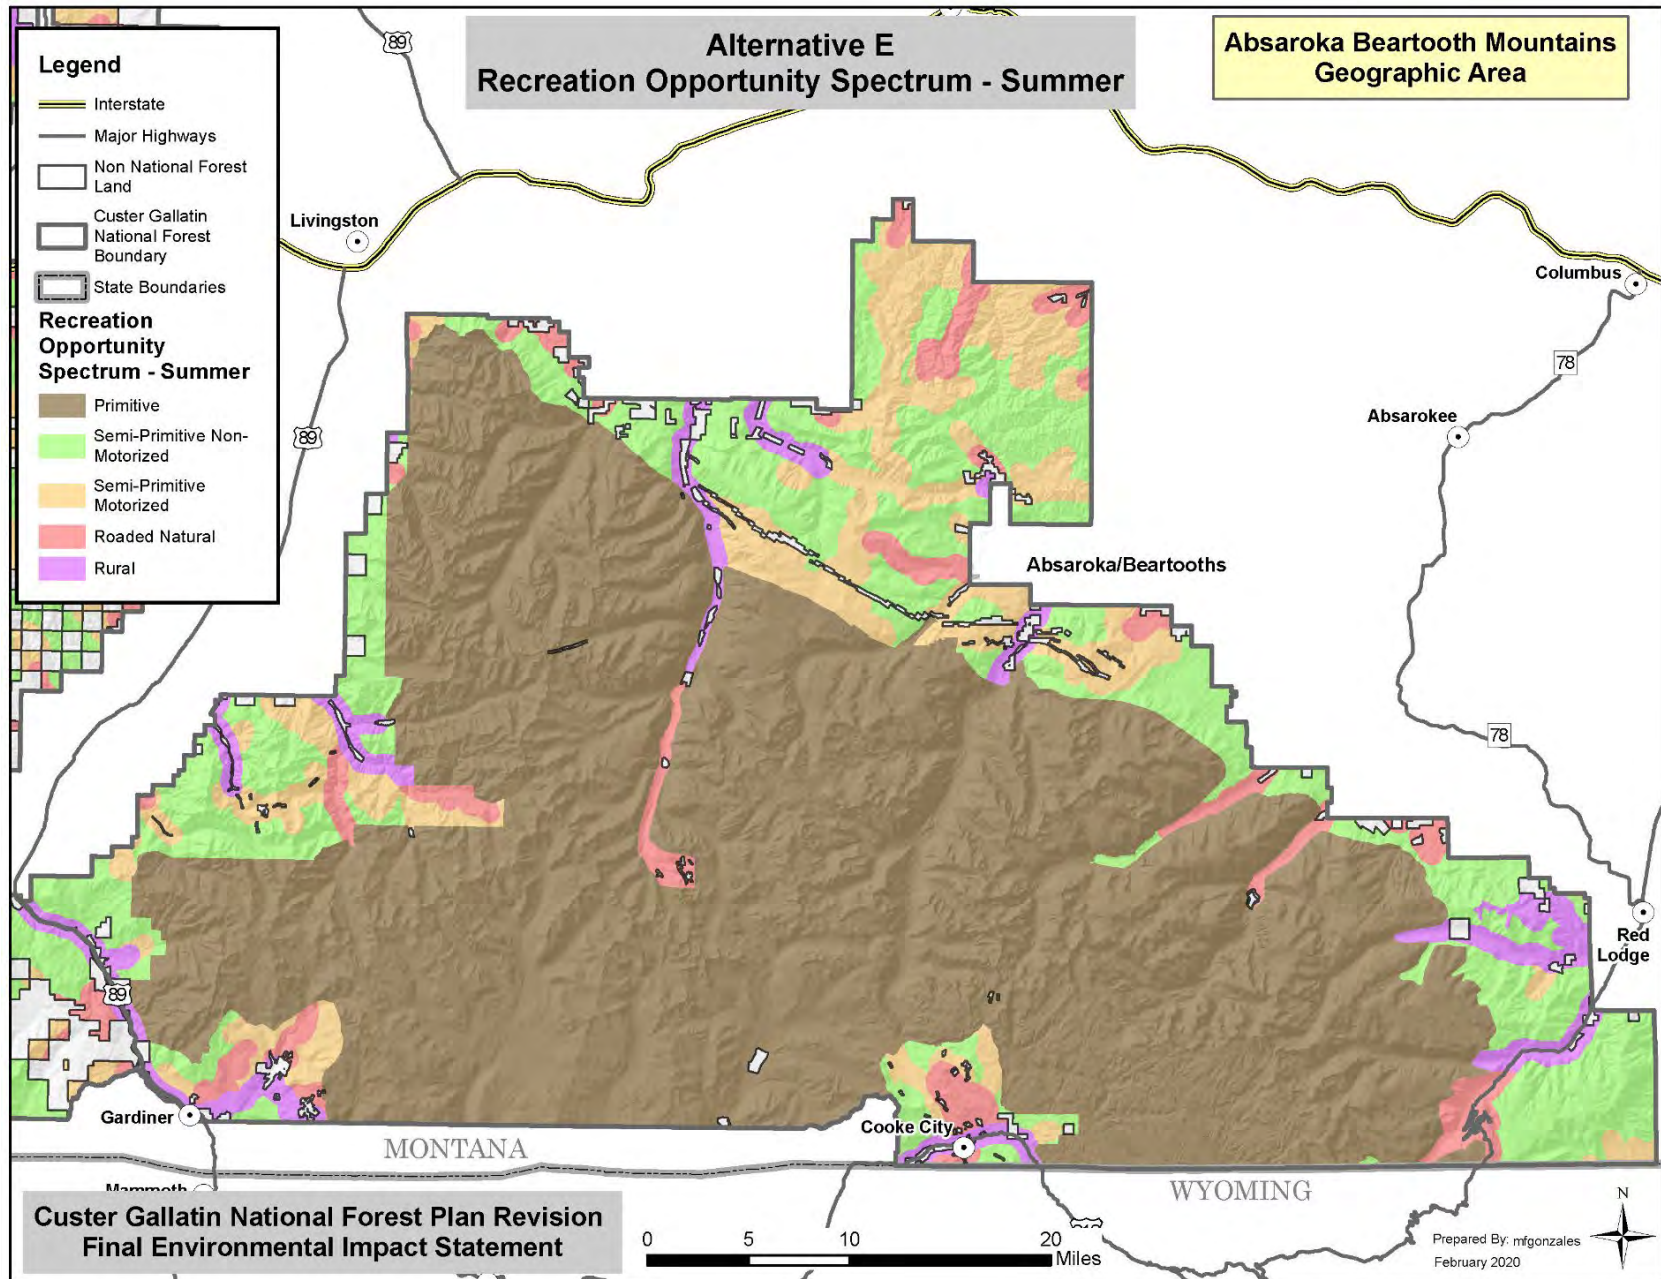 Alternative E
Recreation Opportunity Spectrum - Summer
Absaroka Beartooth Mountains
Geographic Area
Legend
Interstate
Major Highways
Non National Forest
Land
Custer Gallatin
National Forest
Boundary
State Boundaries
Recreation
Opportunity
Spectrum - Summer
Primitive
Semi-Primitive Non-
Motorized
Semi-Primitive
Motorized
Roaded Natural
Rural
89
Livingston
Columbus
78
Absarokee
89
Absaroka/Beartooths
78
Red
Lodge
89
Gardiner
Cooke City
MONTANA
WYOMING
Mammoth
Custer Gallatin National Forest Plan Revision
Final Environmental Impact Statement
0 5 10 20
Miles
N
Prepared By: mfgonzales
February 2020